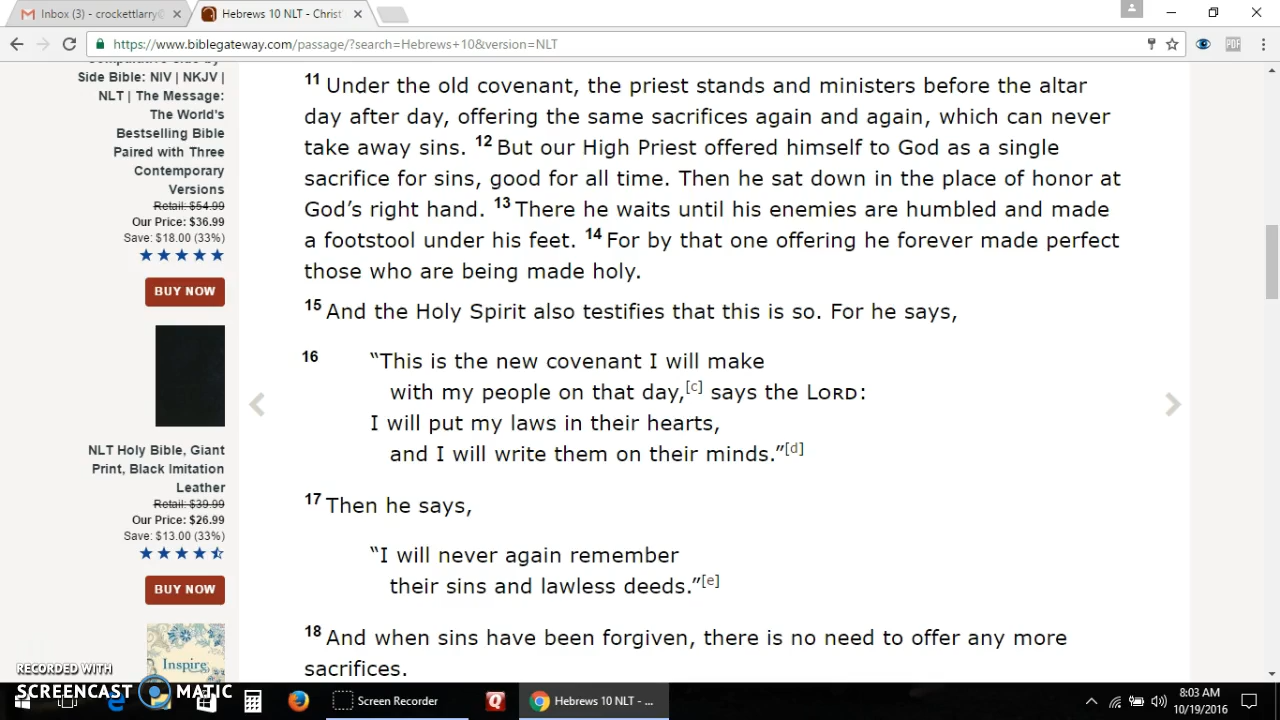 Inbox (3) - crockettlarry@
Hebrews 10 NLT - Christ
https://www.biblegateway.com/passage/?search=Hebrews+10&version=NLT
PDF
Side Bible: NIV | NKJV |
NLT | The Message:
The World's
Bestselling Bible
Paired with Three
Contemporary
Versions
Retail: $54.99
Our Price: $36.99
Save: $18.00 (33%)
BUY NOW
NLT Holy Bible, Giant
Print, Black Imitation
Leather
Retail: $39.99
Our Price: $26.99
Save: $13.00 (33%)
BUY NOW
Inspire
11 Under the old covenant, the priest stands and ministers before the altar
day after day, offering the same sacrifices again and again, which can never
take away sins. 12 But our High Priest offered himself to God as a single
sacrifice for sins, good for all time. Then he sat down in the place of honor at
God’s right hand. 13 There he waits until his enemies are humbled and made
a footstool under his feet. 14 For by that one offering he forever made perfect
those who are being made holy.
15 And the Holy Spirit also testifies that this is so. For he says,
16 “This is the new covenant I will make
with my people on that day,[c] says the LORD:
I will put my laws in their hearts,
and I will write them on their minds.”[d]
17 Then he says,
“I will never again remember
their sins and lawless deeds.”[e]
18 And when sins have been forgiven, there is no need to offer any more
sacrifices.
RECORDED WITH
SCREENCAST MATIC
Screen Recorder
Hebrews 10 NLT - ...
8:03 AM
10/19/2016